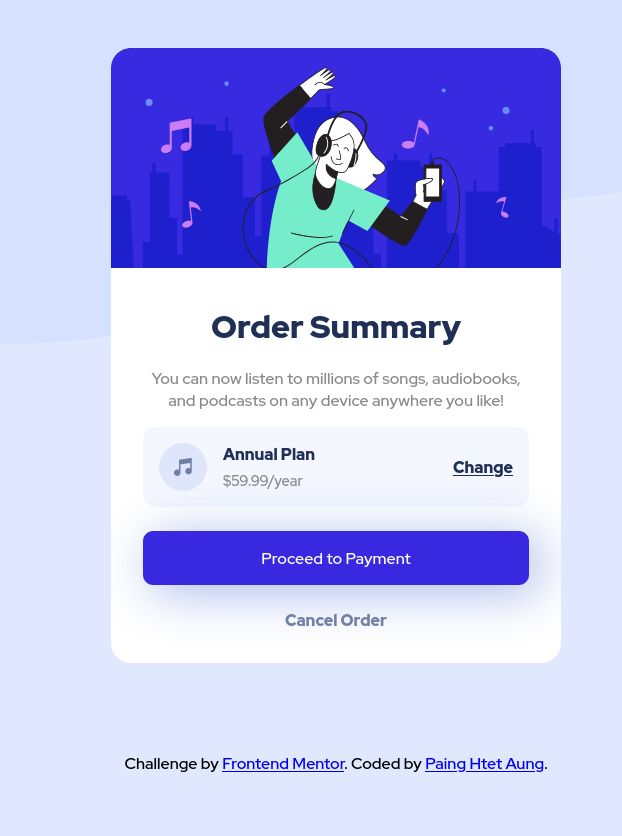 Order Summary
You can now listen to millions of songs, audiobooks,
and podcasts on any device anywhere you like!
Annual Plan
$59.99/year
Change
Proceed to Payment
Cancel Order
Challenge by Frontend Mentor. Coded by Paing Htet Aung.